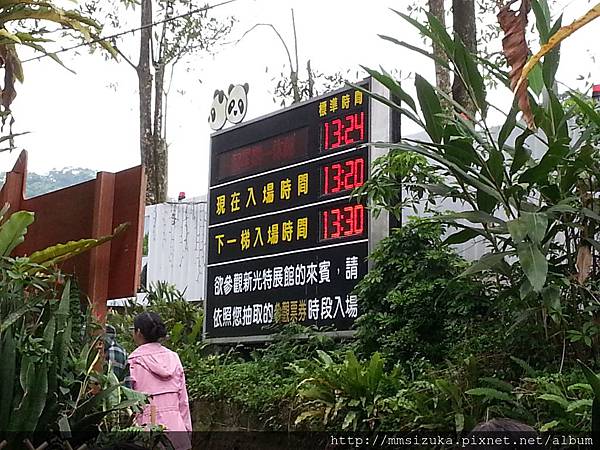 標準時間
13:24
現在入場時間 13:20
下一梯入場時間 13:30
欲參觀新光特展館的來賓，請
依照您抽取的參觀票券時段入場
http://mmsizuka.pixnet.net/album